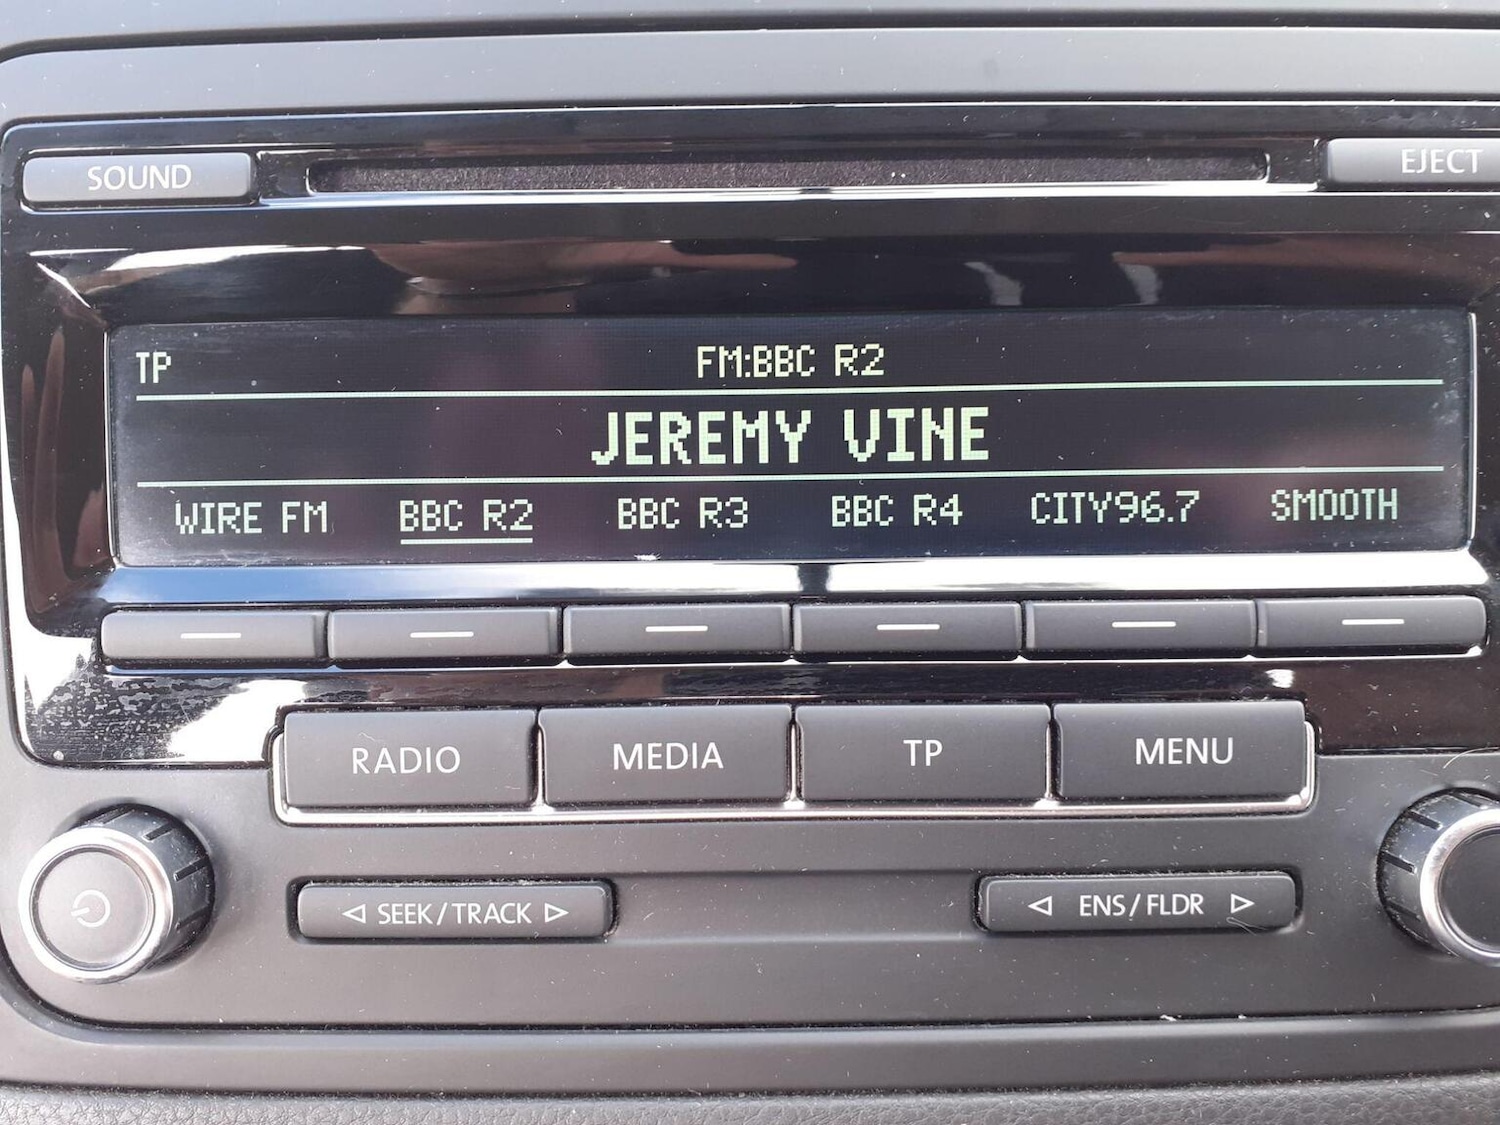 SOUND EJECT
TP FM:BBC R2
JEREMY VINE
WIRE FM BBC R2 BBC R3 BBC R4 CITY96.7 SMOOTH
RADIO MEDIA TP MENU
SEEK/TRACK ENS/FLDR